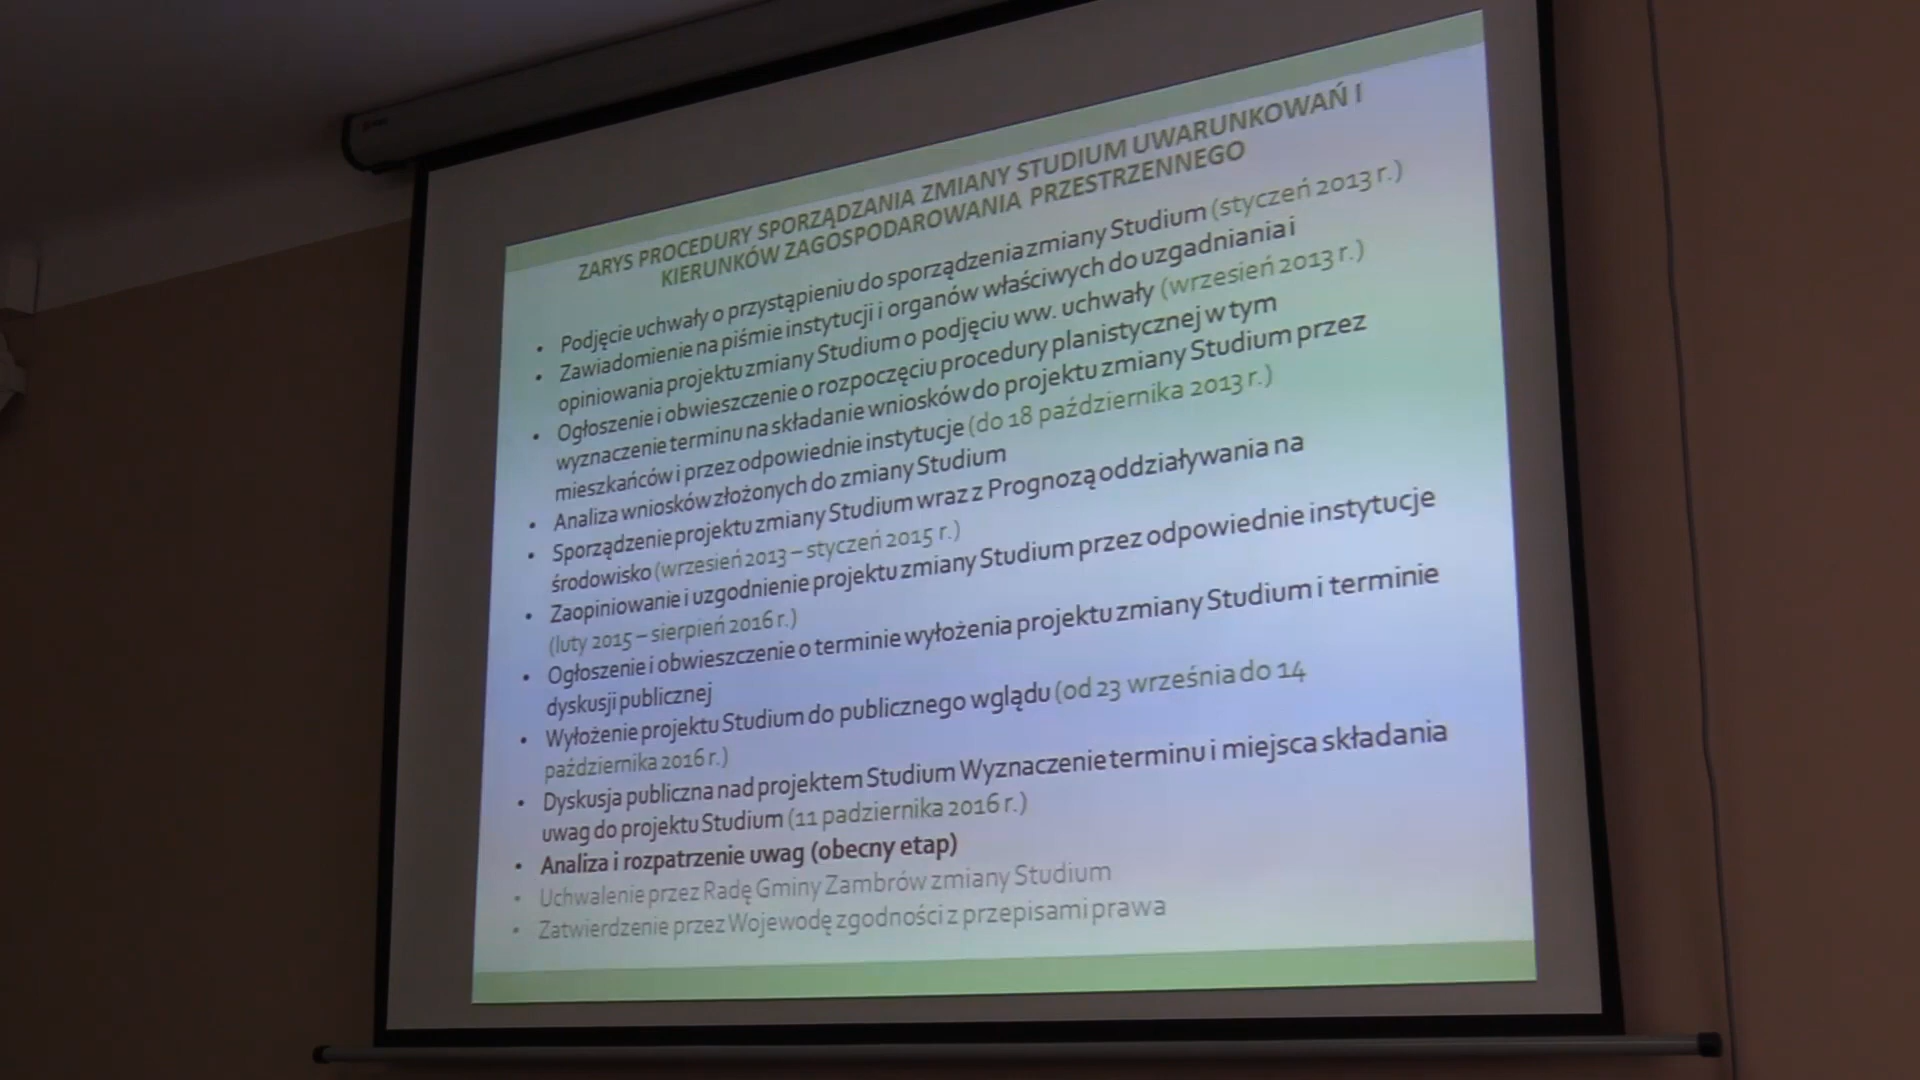 ZARYS PROCEDURY SPORZĄDZANIA ZMIANY STUDIUM UWARUNKOWAŃ I
KIERUNKÓW ZAGOSPODAROWANIA PRZESTRZENNEGO
• Podjęcie uchwały o przystąpieniu do sporządzenia zmiany Studium (styczeń 2013 r.)
• Zawiadomienie na piśmie instytucji i organów właściwych do uzgadniania i
opiniowania projektu zmiany Studium o podjęciu ww. uchwały (wrzesień 2013 r.)
• Ogłoszenie i obwieszczenie o rozpoczęciu procedury planistycznej w tym
wyznaczenie terminu na składanie wniosków do projektu zmiany Studium przez
mieszkańców i przez odpowiednie instytucje (do 18 października 2013 r.)
• Analiza wniosków złożonych do zmiany Studium
• Sporządzenie projektu zmiany Studium wraz z Prognozą oddziaływania na
środowisko (wrzesień 2013 – styczeń 2015 r.)
• Zaopiniowanie i uzgodnienie projektu zmiany Studium przez odpowiednie instytucje
(luty 2015 – sierpień 2016 r.)
• Ogłoszenie i obwieszczenie o terminie wyłożenia projektu zmiany Studium i terminie
dyskusji publicznej
• Wyłożenie projektu Studium do publicznego wglądu (od 23 września do 14
października 2016 r.)
• Dyskusja publiczna nad projektem Studium Wyznaczenie terminu i miejsca składania
uwag do projektu Studium (11 padziernika 2016 r.)
• Analiza i rozpatrzenie uwag (obecny etap)
• Uchwalenie przez Radę Gminy Zambrów zmiany Studium
• Zatwierdzenie przez Wojewodę zgodności z przepisami prawa